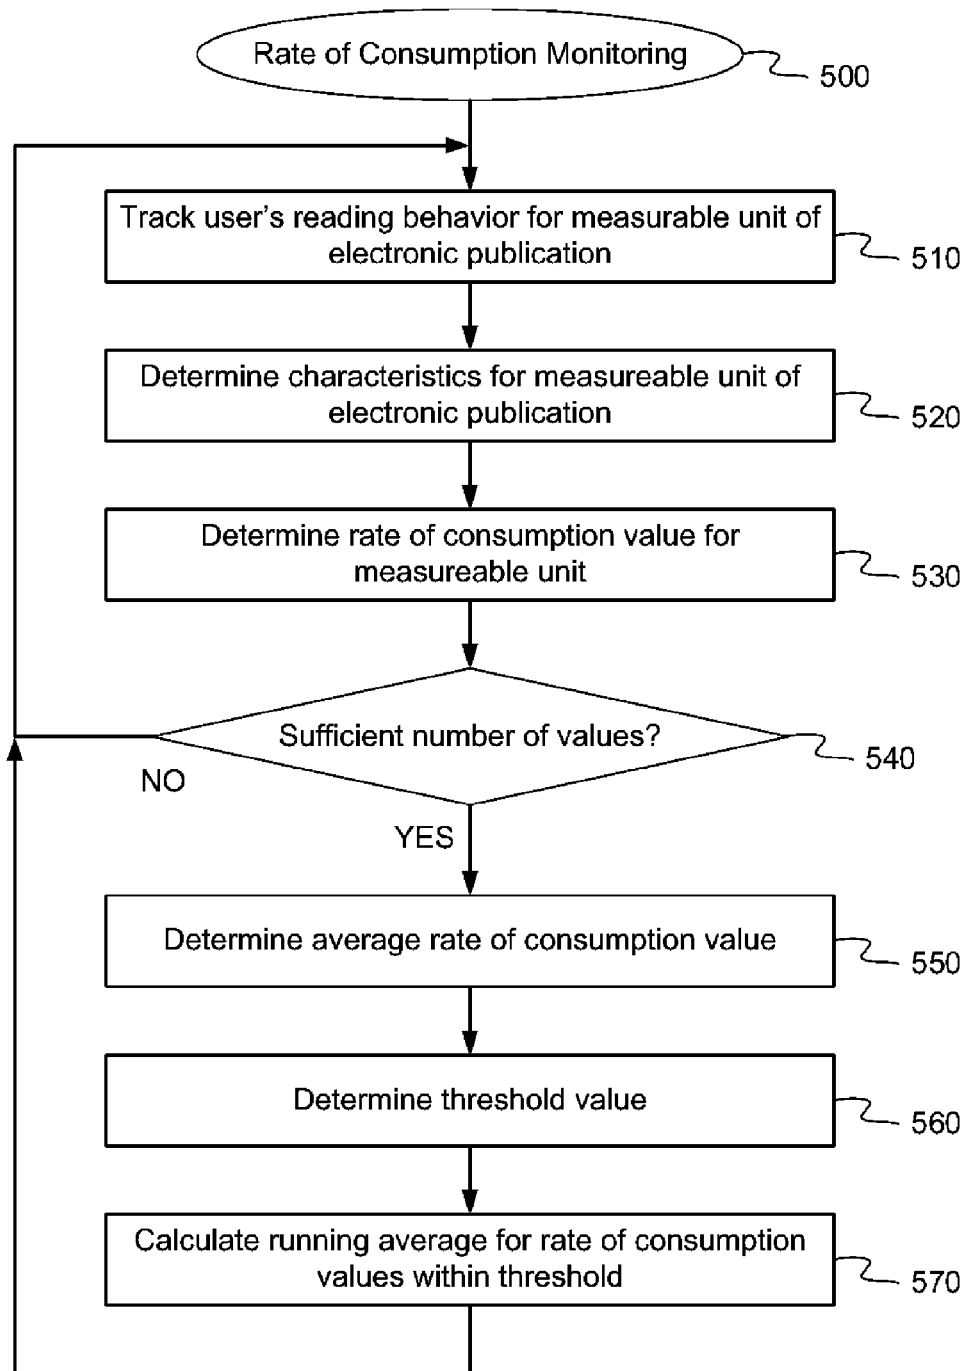 Rate of Consumption Monitoring
500
Track user's reading behavior for measurable unit of
electronic publication
510
Determine characteristics for measureable unit of
electronic publication
520
Determine rate of consumption value for
measureable unit
530
Sufficient number of values?
540
NO
YES
Determine average rate of consumption value
550
Determine threshold value
560
Calculate running average for rate of consumption
values within threshold
570